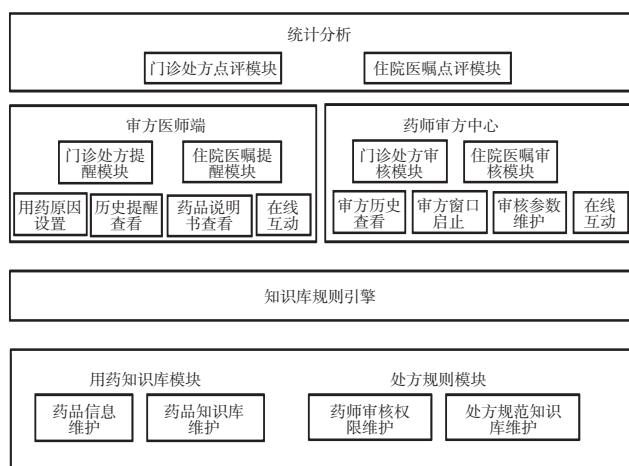 统计分析
门诊处方点评模块
住院医嘱点评模块
审方医师端
门诊处方提
醒模块
住院医嘱提
醒模块
用药原因
设置
历史提醒
查看
药品说明
书查看
在线
互动
药师审方中心
门诊处方审
核模块
住院医嘱审
核模块
审方历史
查看
审方窗口
启止
审核参数
维护
在线
互动
知识库规则引擎
用药知识库模块
药品信息
维护
药品知识库
维护
处方规则模块
药师审核权
限维护
处方规范知识
库维护